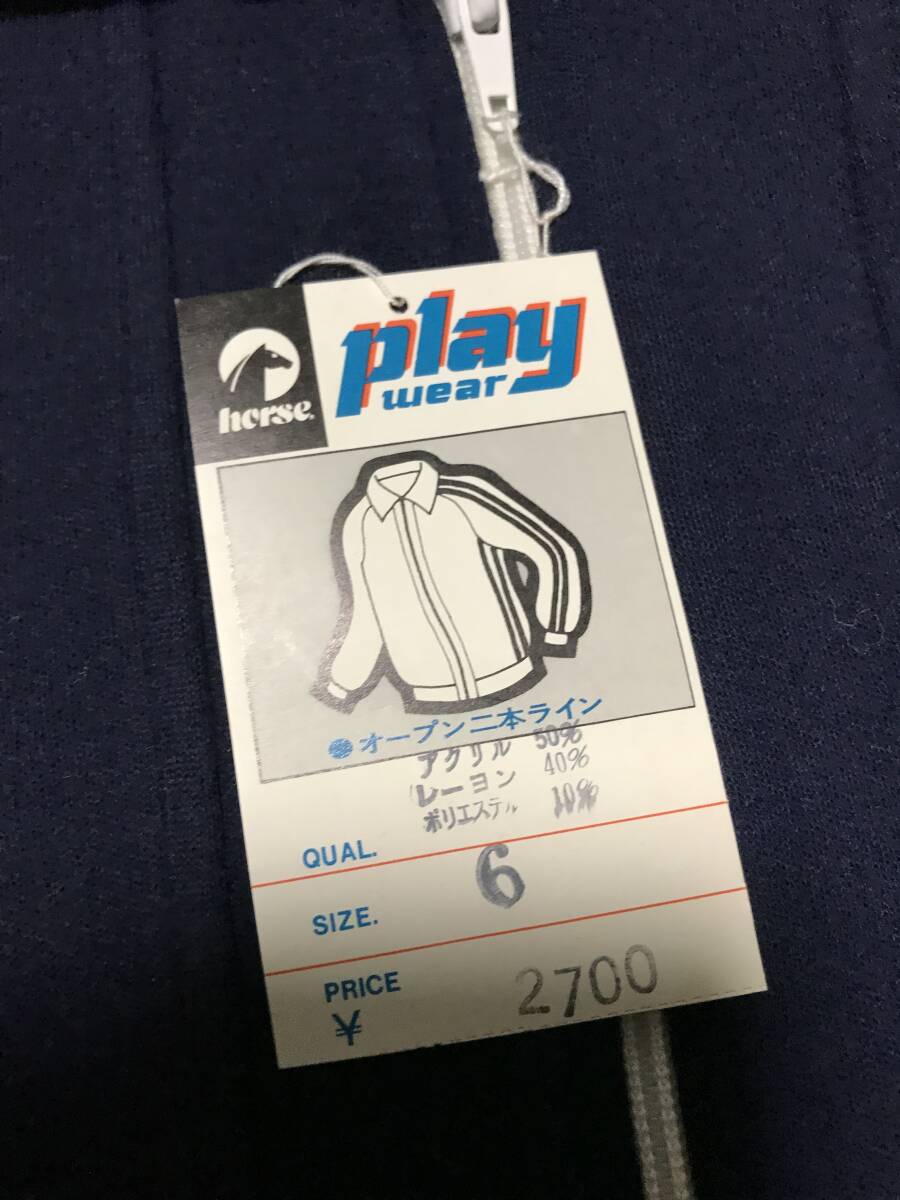 horse.
play
wear
オープン二本ライン
アクリル 50%
レーヨン 40%
ポリエステル 10%
QUAL.
SIZE. 6
PRICE
¥ 2700